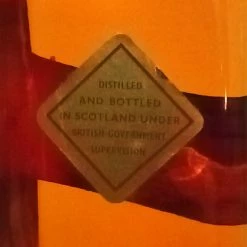 DISTILLED
AND BOTTLED
IN SCOTLAND UNDER
BRITISH GOVERNMENT
SUPERVISION